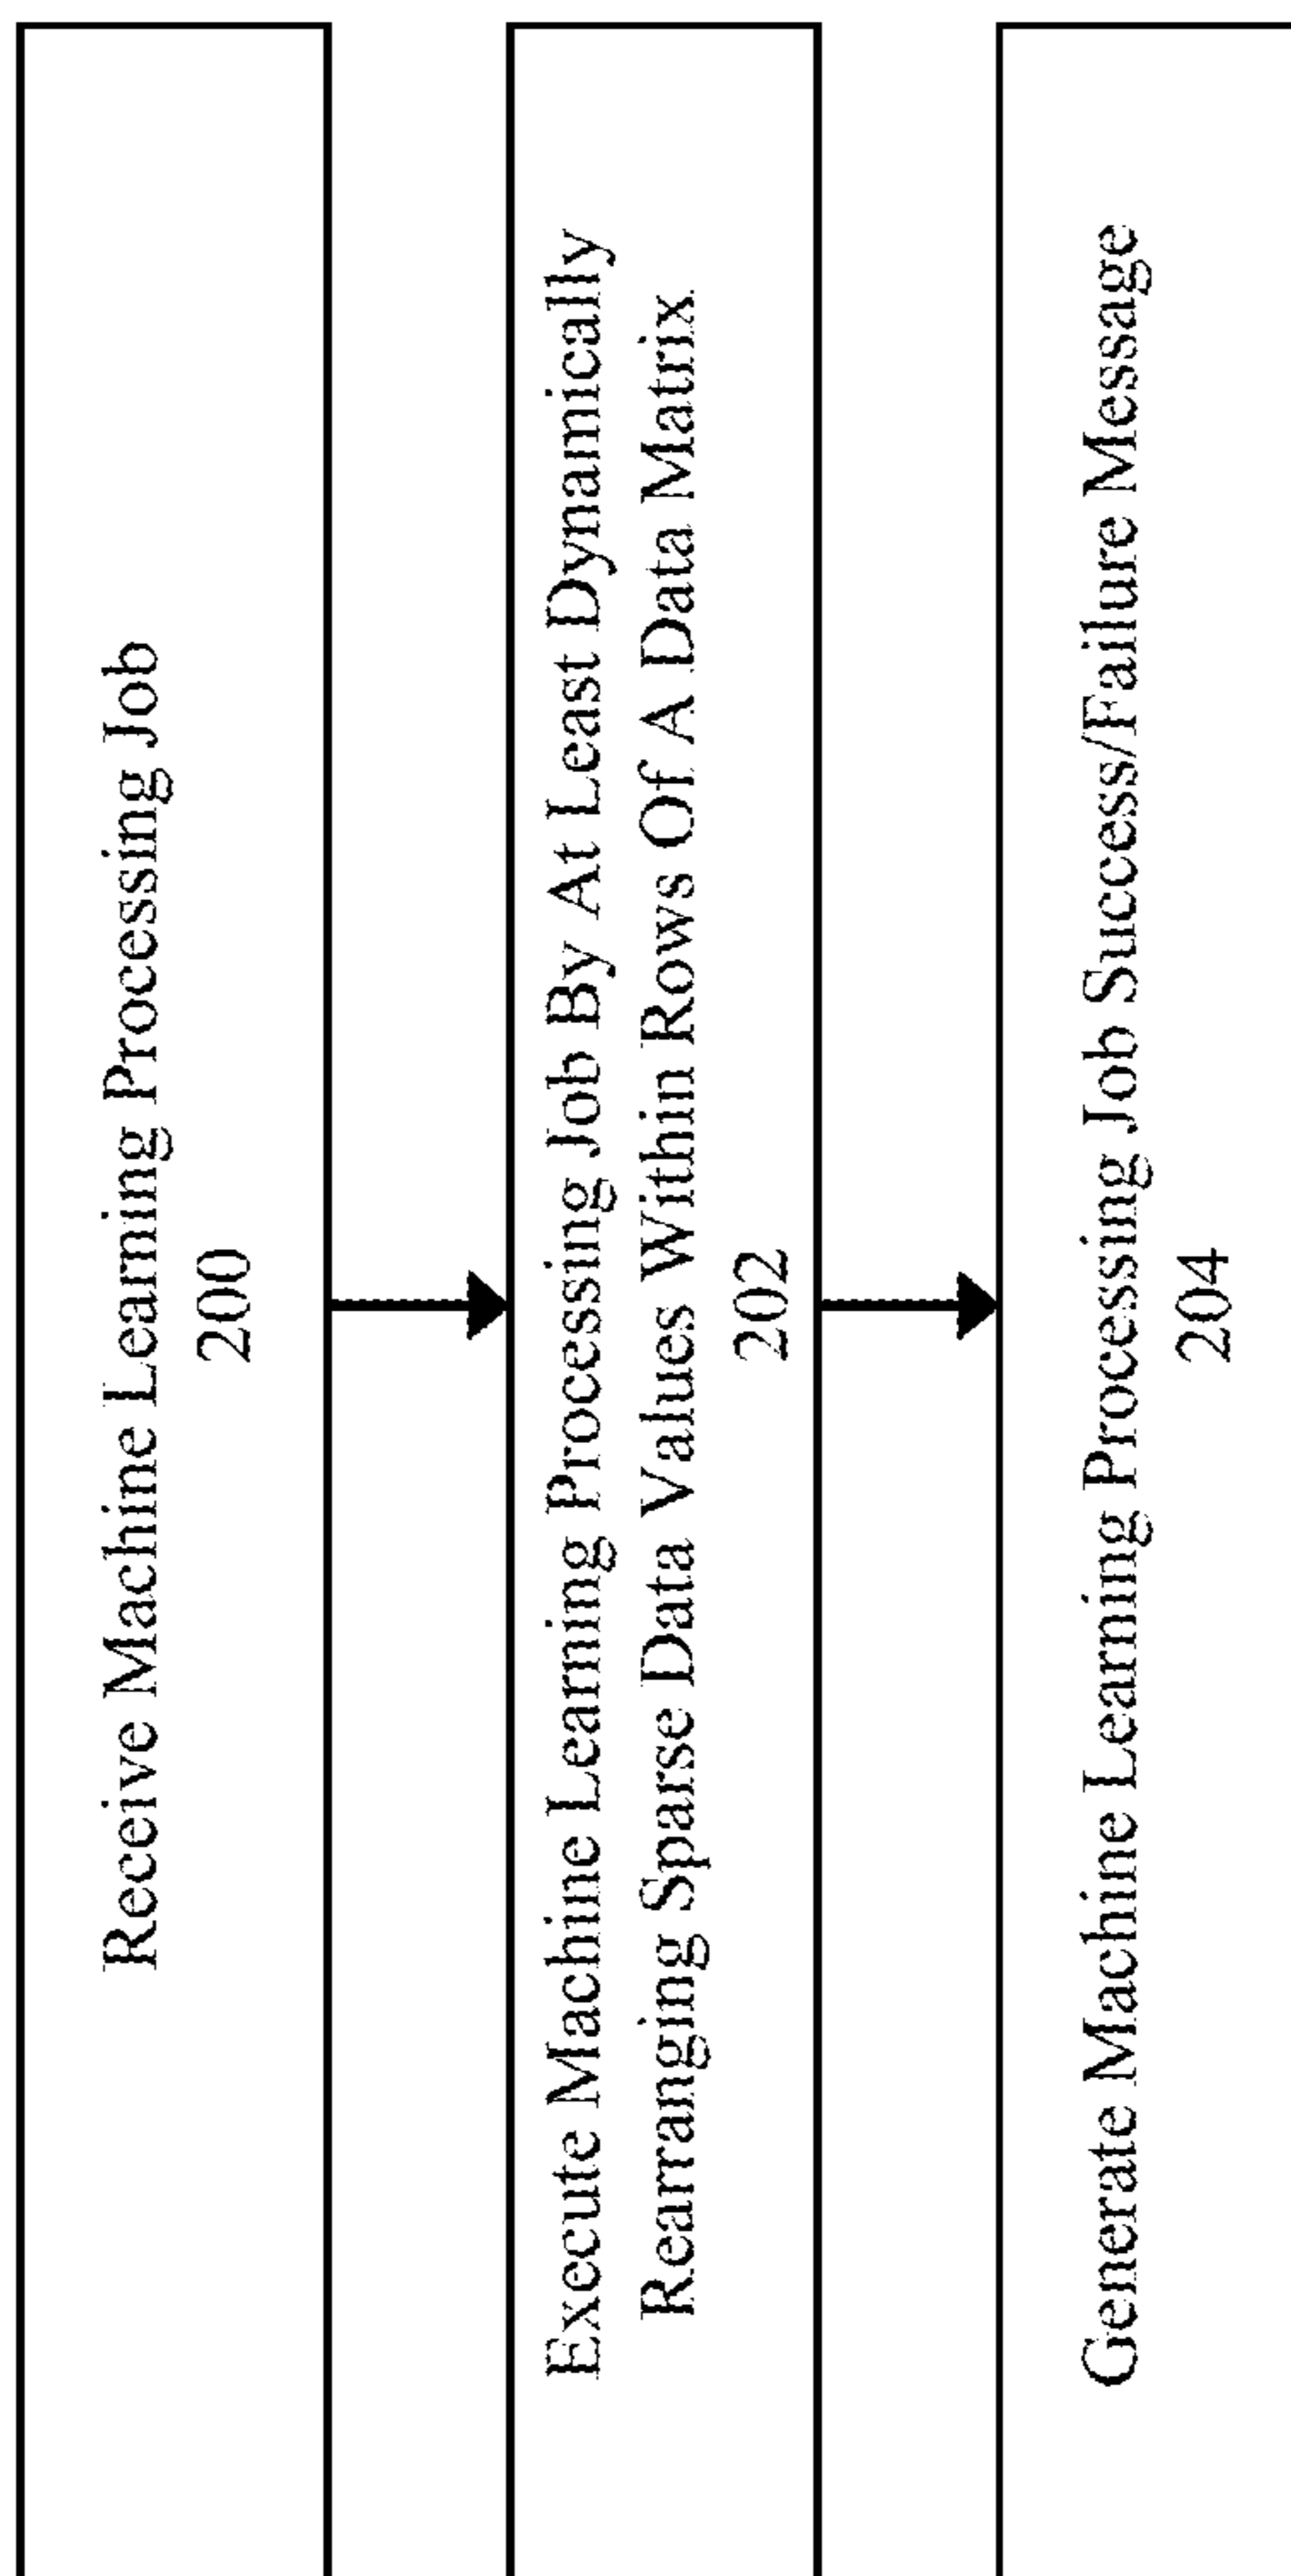 Receive Machine Learning Processing Job
200
Execute Machine Learning Processing Job By At Least Dynamically
Rearranging Sparse Data Values Within Rows Of A Data Matrix
202
Generate Machine Learning Processing Job Success/Failure Message
204